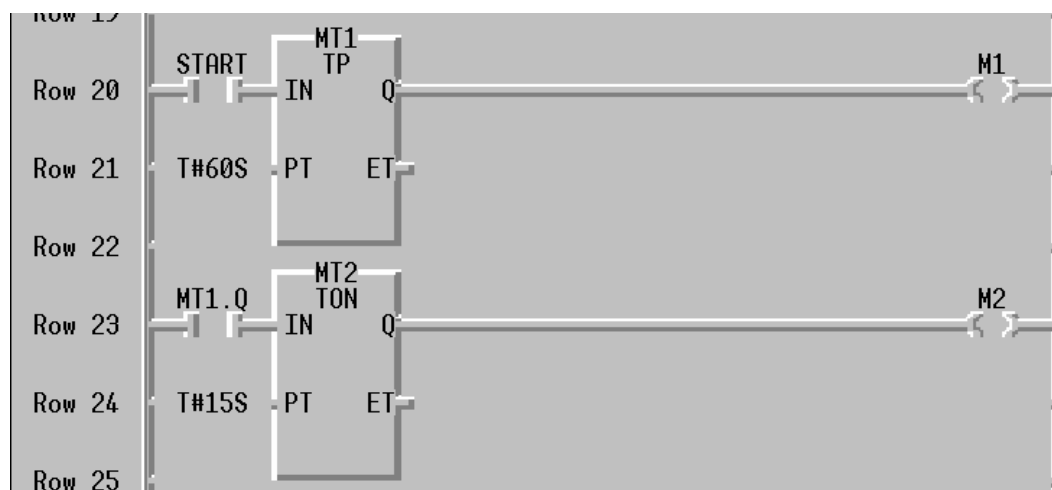 Row 19
MT1
START TP M1
Row 20 IN Q
Row 21 T#60S PT ET
Row 22
MT2
MT1.Q TON M2
Row 23 IN Q
Row 24 T#15S PT ET
Row 25